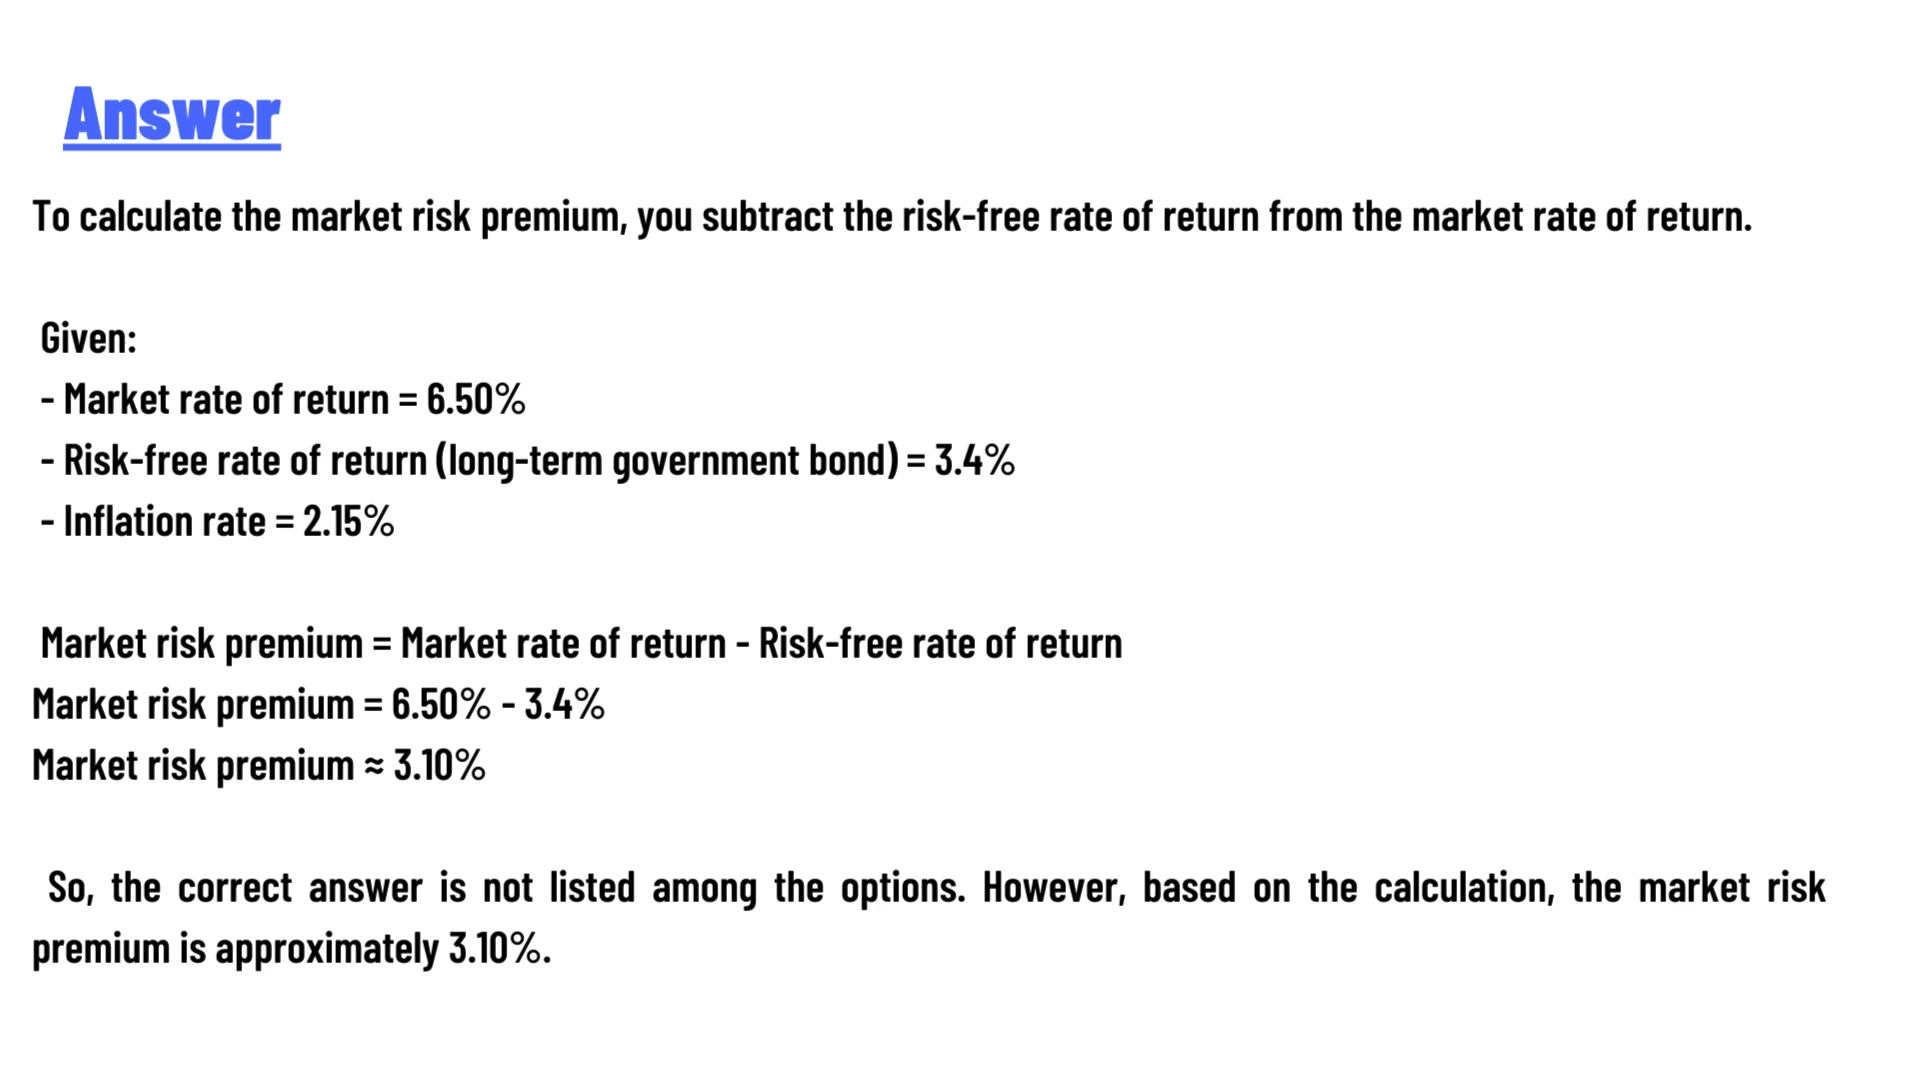 Answer
To calculate the market risk premium, you subtract the risk-free rate of return from the market rate of return.
Given:
- Market rate of return = 6.50%
- Risk-free rate of return (long-term government bond) = 3.4%
- Inflation rate = 2.15%
Market risk premium = Market rate of return - Risk-free rate of return
Market risk premium = 6.50% - 3.4%
Market risk premium ≈ 3.10%
So, the correct answer is not listed among the options. However, based on the calculation, the market risk
premium is approximately 3.10%.